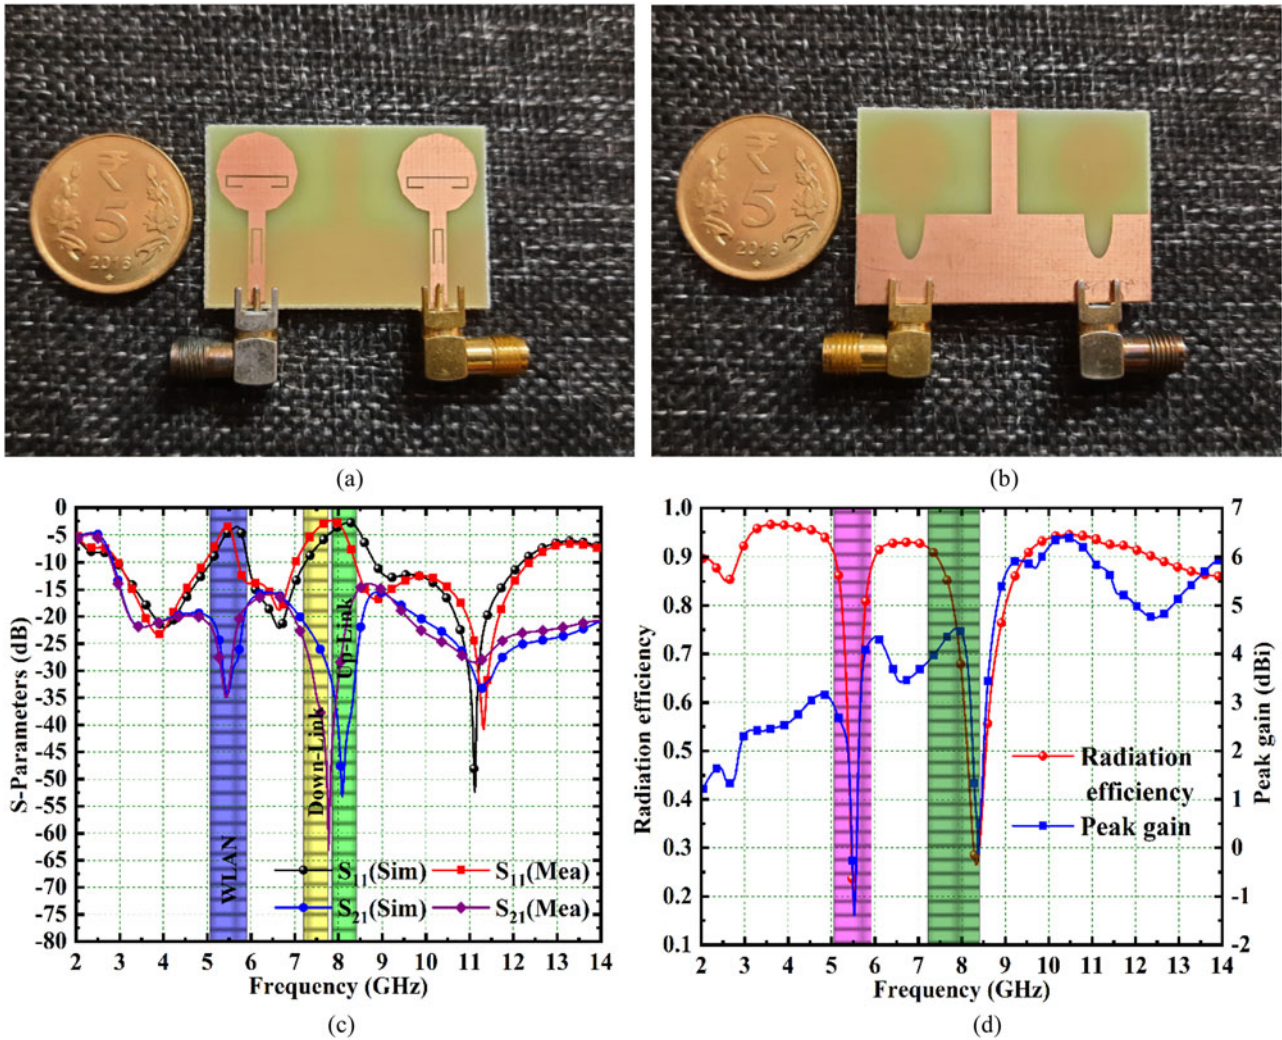 ₹
5
2016
₹
5
2016
(a)
(b)
0
-5
-10
-15
-20
-25
-30
-35
-40
-45
-50
-55
-60
-65
-70
-75
-80
S-Parameters (dB)
WLAN
Down-Link
Up-Link
S11(Sim) S11(Mea)
S21(Sim) S21(Mea)
2 3 4 5 6 7 8 9 10 11 12 13 14
Frequency (GHz)
(c)
1.0
0.9
0.8
0.7
0.6
0.5
0.4
0.3
0.2
0.1
Radiation efficiency
Radiation
efficiency
Peak gain
7
6
5
4
3
2
1
0
-1
-2
Peak gain (dBi)
2 3 4 5 6 7 8 9 10 11 12 13 14
Frequency (GHz)
(d)